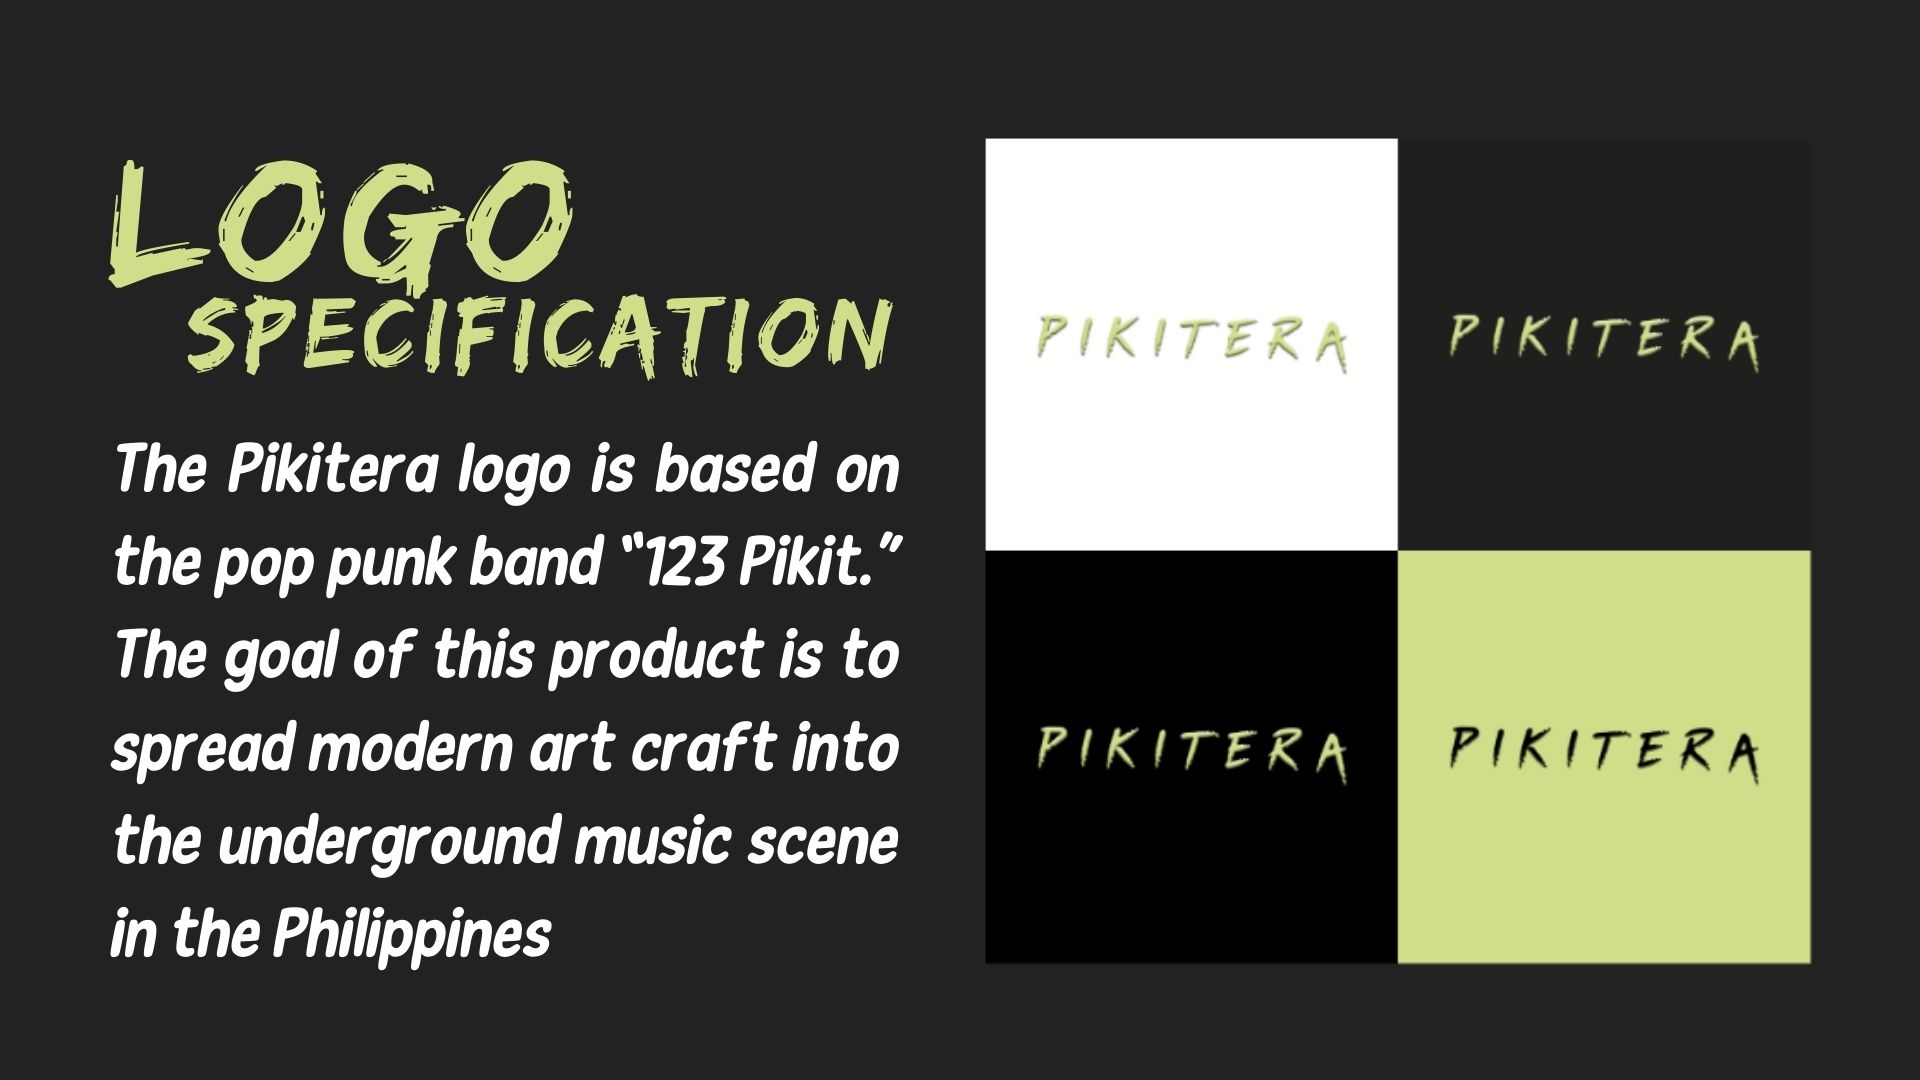 LOGO
SPECIFICATION
The Pikitera logo is based on
the pop punk band “123 Pikit.”
The goal of this product is to
spread modern art craft into
the underground music scene
in the Philippines
PIKITERA
PIKITERA
PIKITERA
PIKITERA